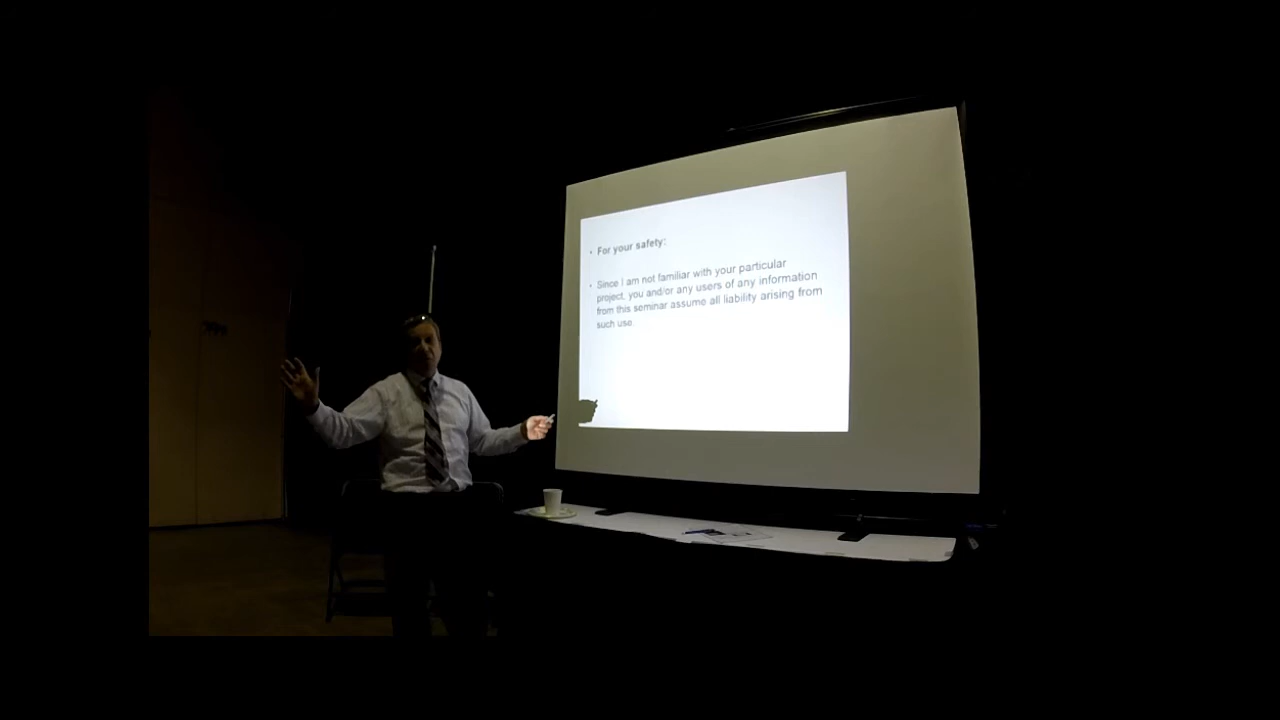 • For your safety:
• Since I am not familiar with your particular
project, you and/or any users of any information
from this seminar assume all liability arising from
such use.